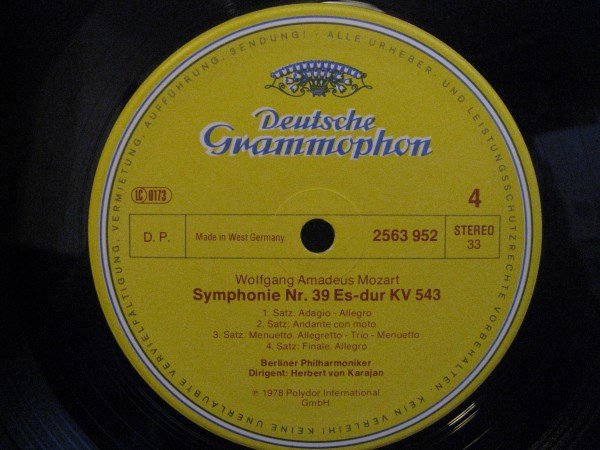 Deutsche
Grammophon
LC 0173
4
D. P.
Made in West Germany
2563 952
STEREO
33
Wolfgang Amadeus Mozart
Symphonie Nr. 39 Es-dur KV 543
1. Satz: Adagio - Allegro
2. Satz: Andante con moto
3. Satz: Menuetto. Allegretto - Trio - Menuetto
4. Satz: Finale. Allegro
Berliner Philharmoniker
Dirigent: Herbert von Karajan
℗ 1978 Polydor International
GmbH
ALLE URHEBER- UND LEISTUNGSSCHUTZRECHTE VORBEHALTEN · KEIN VERLEIH! KEINE UNERLAUBTE VERVIELFÄLTIGUNG, VERMIETUNG, AUFFÜHRUNG, SENDUNG! ·